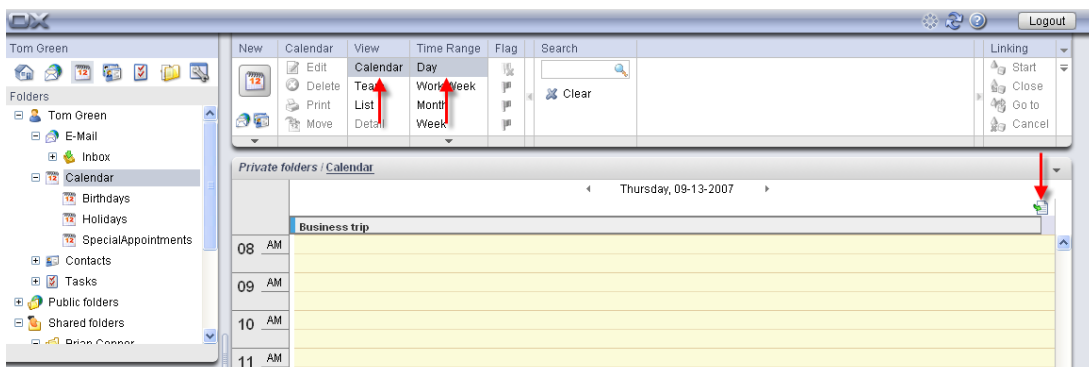 OX
Logout
Tom Green
New Calendar View Time Range Flag Search Linking
Edit Calendar Day Start
Delete Team Work Week Close
Clear
Print List Month Go to
Move Detail Week Cancel
12
Folders
Tom Green
E-Mail
Inbox
Calendar
Birthdays
Holidays
SpecialAppointments
Contacts
Tasks
Public folders
Shared folders
Brian Connor
Private folders / Calendar
Thursday, 09-13-2007
Business trip
08 AM
09 AM
10 AM
11 AM